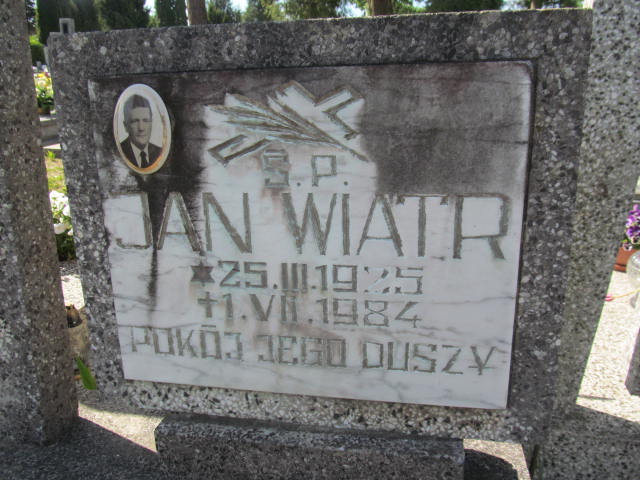 Ś.P.
JAN WIATR
*25.III.1925
†1.VII.1984
POKÓJ JEGO DUSZY